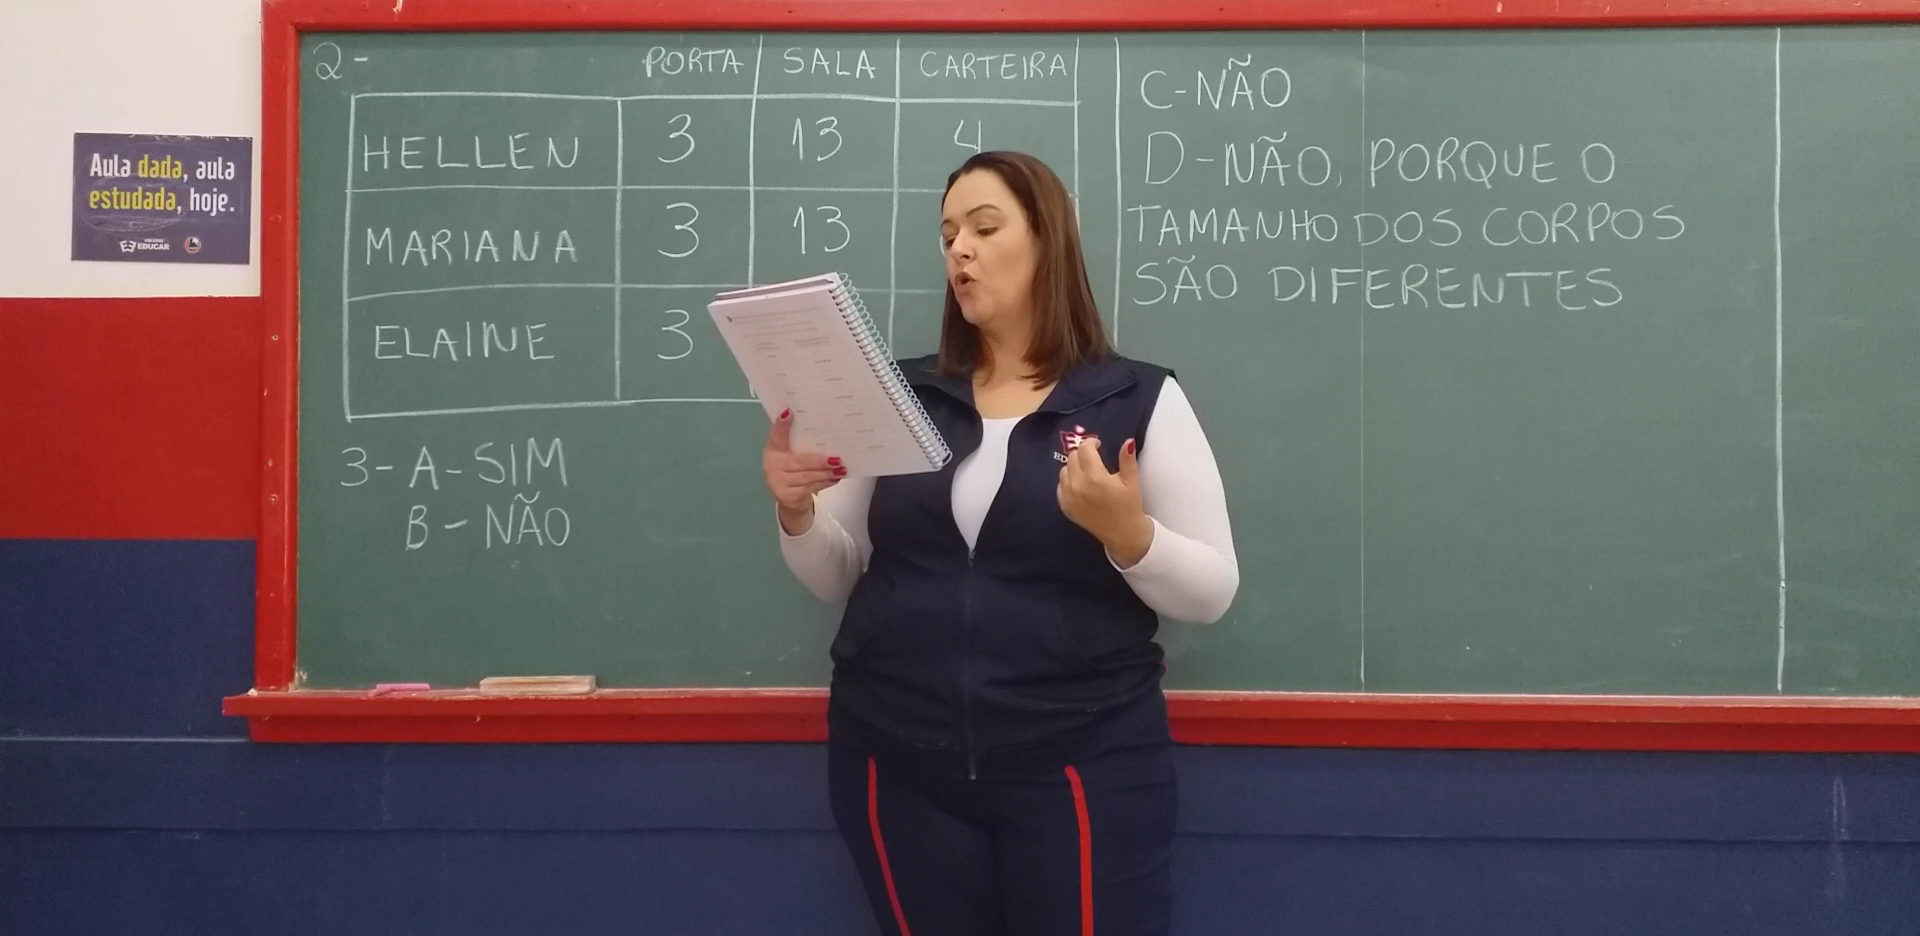 Aula dada, aula
estudada, hoje.
EDUCAR
2-
PORTA SALA CARTEIRA
HELLEN 3 13 4
MARIANA 3 13
ELAINE 3
3- A - SIM
B - NÃO
C - NÃO
D - NÃO, PORQUE O
TAMANHO DOS CORPOS
SÃO DIFERENTES